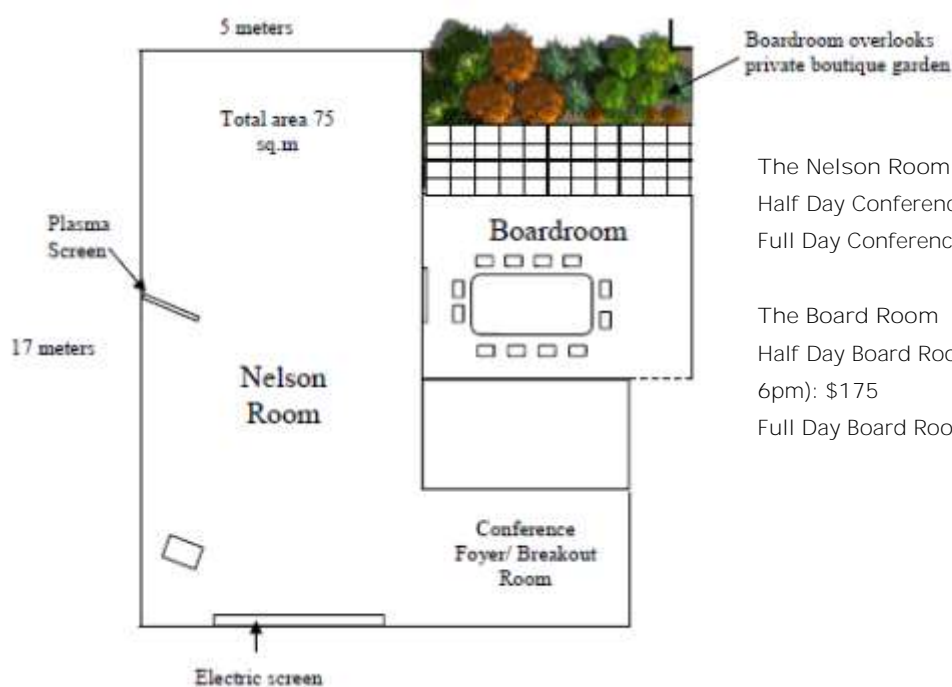 5 meters
Boardroom overlooks
private boutique garden
Total area 75
sq.m
Plasma
Screen
Boardroom
17 meters
Nelson
Room
Conference
Foyer/ Breakout
Room
Electric screen
The Nelson Room
Half Day Conferenc
Full Day Conferenc
The Board Room
Half Day Board Roo
6pm): $175
Full Day Board Roo